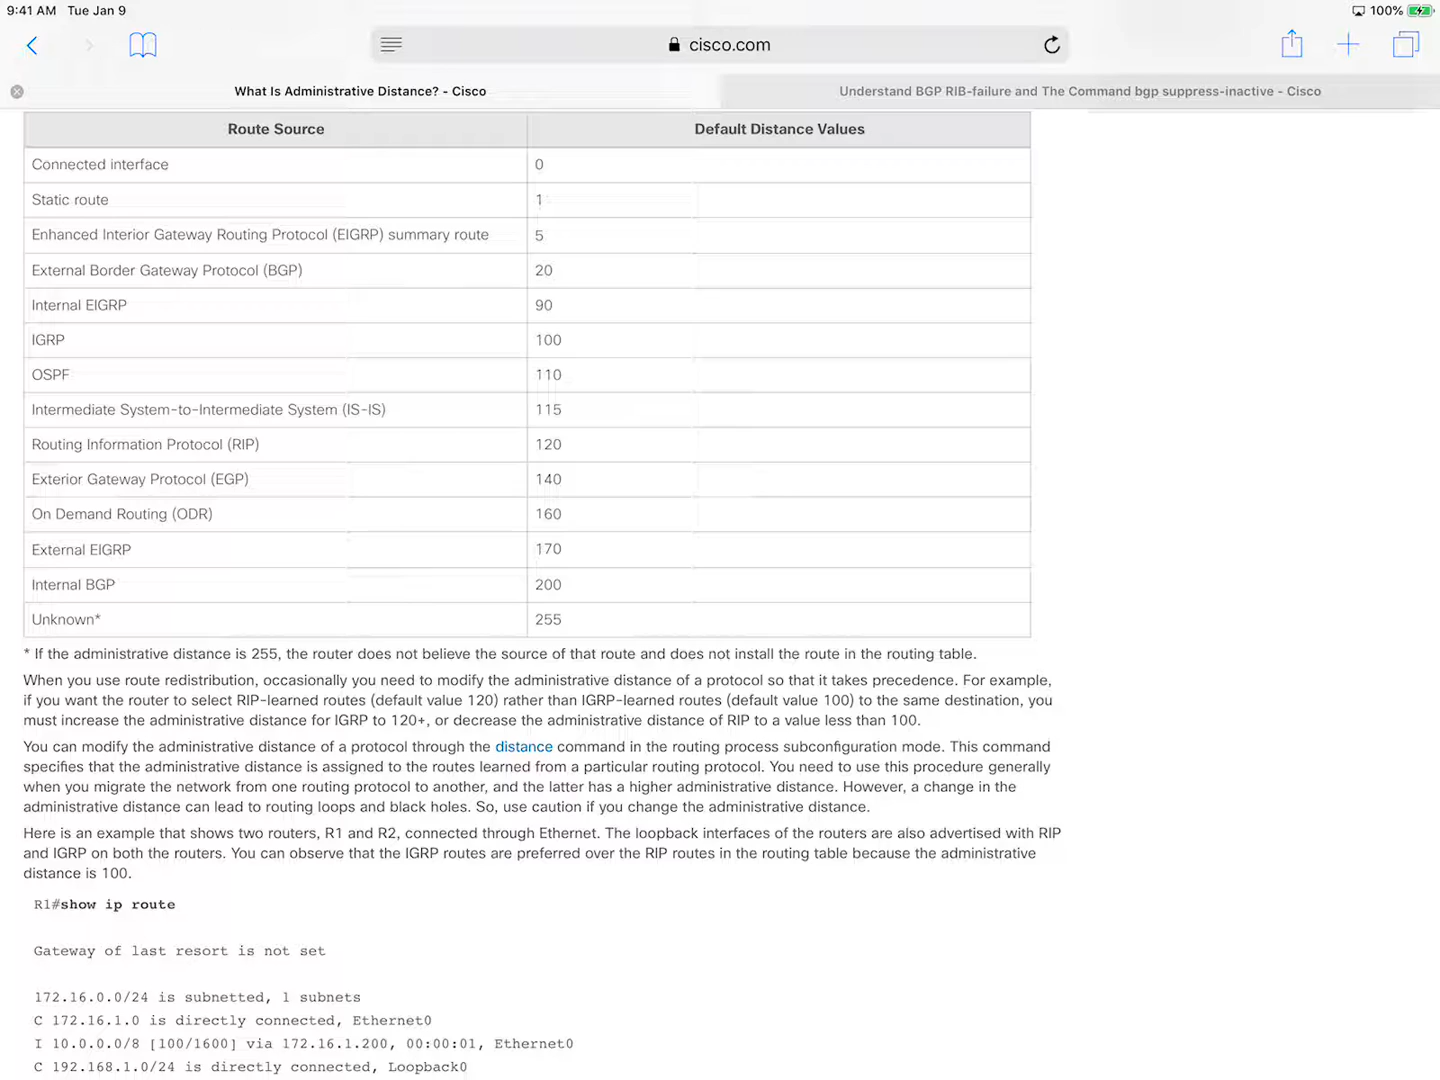 9:41 AM Tue Jan 9
100%
cisco.com
What Is Administrative Distance? - Cisco
Understand BGP RIB-failure and The Command bgp suppress-inactive - Cisco
Route Source Default Distance Values
Connected interface 0
Static route 1
Enhanced Interior Gateway Routing Protocol (EIGRP) summary route 5
External Border Gateway Protocol (BGP) 20
Internal EIGRP 90
IGRP 100
OSPF 110
Intermediate System-to-Intermediate System (IS-IS) 115
Routing Information Protocol (RIP) 120
Exterior Gateway Protocol (EGP) 140
On Demand Routing (ODR) 160
External EIGRP 170
Internal BGP 200
Unknown* 255
* If the administrative distance is 255, the router does not believe the source of that route and does not install the route in the routing table.
When you use route redistribution, occasionally you need to modify the administrative distance of a protocol so that it takes precedence. For example,
if you want the router to select RIP-learned routes (default value 120) rather than IGRP-learned routes (default value 100) to the same destination, you
must increase the administrative distance for IGRP to 120+, or decrease the administrative distance of RIP to a value less than 100.
You can modify the administrative distance of a protocol through the distance command in the routing process subconfiguration mode. This command
specifies that the administrative distance is assigned to the routes learned from a particular routing protocol. You need to use this procedure generally
when you migrate the network from one routing protocol to another, and the latter has a higher administrative distance. However, a change in the
administrative distance can lead to routing loops and black holes. So, use caution if you change the administrative distance.
Here is an example that shows two routers, R1 and R2, connected through Ethernet. The loopback interfaces of the routers are also advertised with RIP
and IGRP on both the routers. You can observe that the IGRP routes are preferred over the RIP routes in the routing table because the administrative
distance is 100.
R1#show ip route
Gateway of last resort is not set
172.16.0.0/24 is subnetted, 1 subnets
C 172.16.1.0 is directly connected, Ethernet0
I 10.0.0.0/8 [100/1600] via 172.16.1.200, 00:00:01, Ethernet0
C 192.168.1.0/24 is directly connected, Loopback0